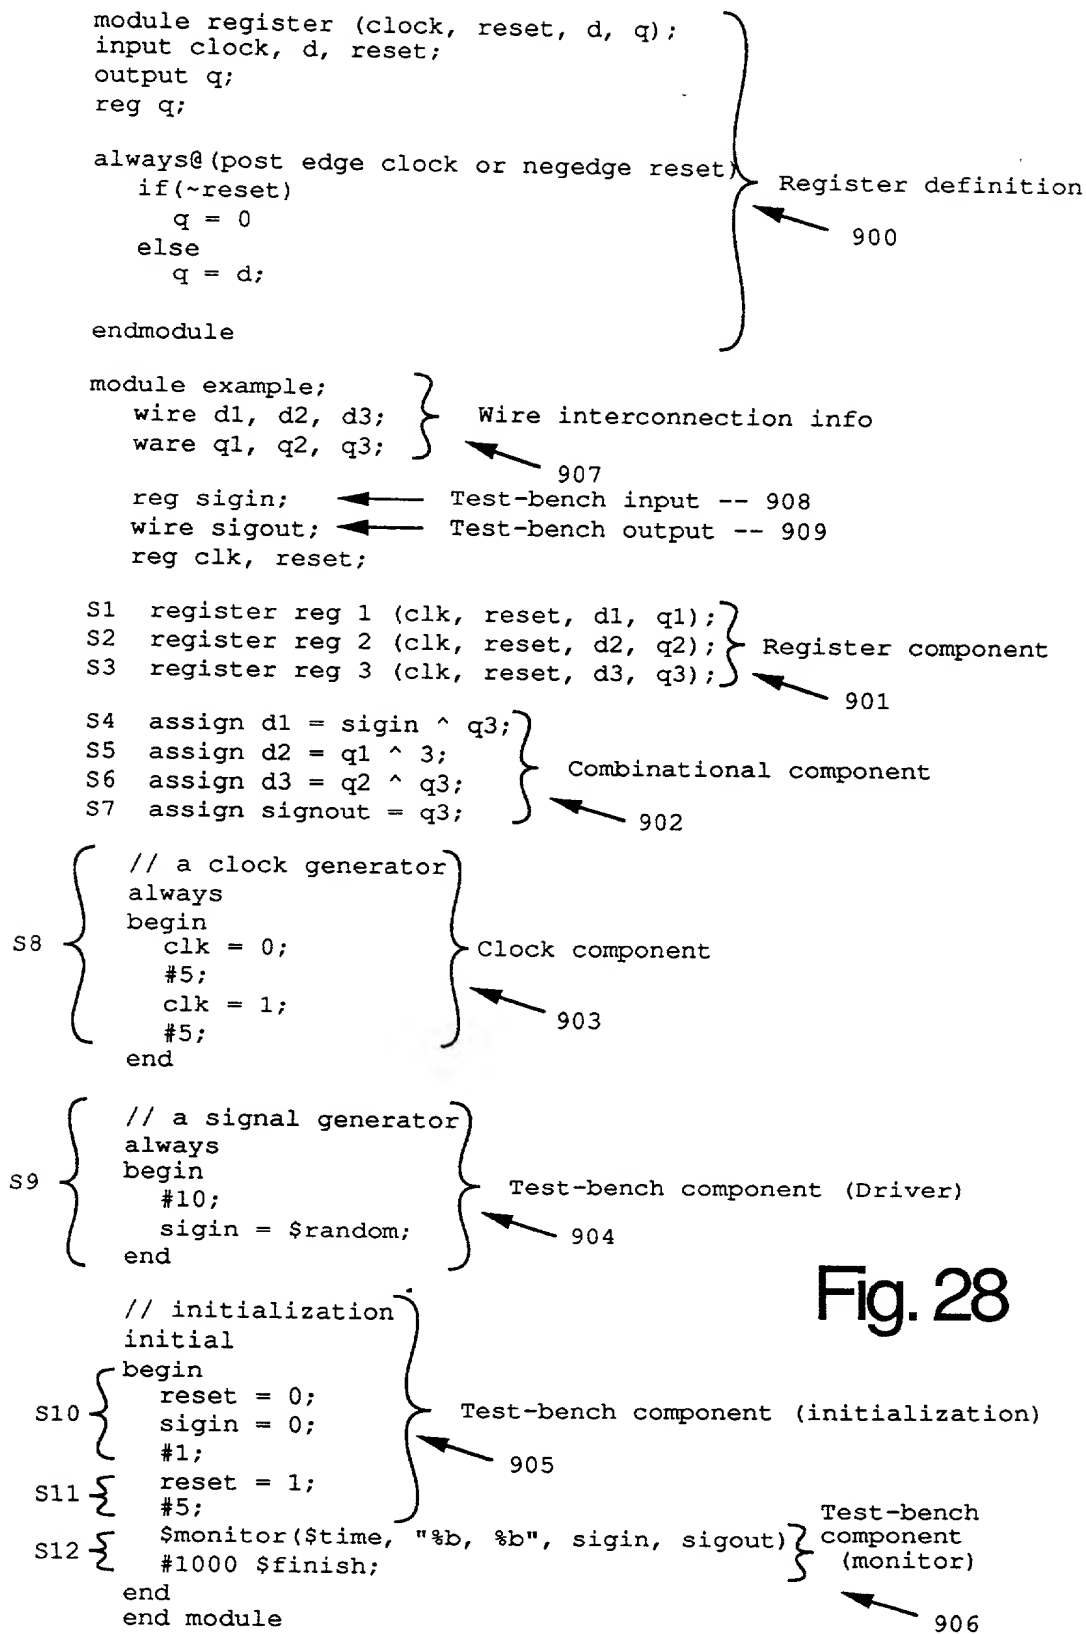 module register (clock, reset, d, q);
input clock, d, reset;
output q;
reg q;
always@(post edge clock or negedge reset)
if(~reset)
q = 0
else
q = d;
endmodule
Register definition
900
module example;
wire d1, d2, d3;
ware q1, q2, q3;
Wire interconnection info
907
reg sigin; Test-bench input -- 908
wire sigout; Test-bench output -- 909
reg clk, reset;
S1 register reg 1 (clk, reset, d1, q1);
S2 register reg 2 (clk, reset, d2, q2);
S3 register reg 3 (clk, reset, d3, q3);
Register component
901
S4 assign d1 = sigin ^ q3;
S5 assign d2 = q1 ^ 3;
S6 assign d3 = q2 ^ q3;
S7 assign signout = q3;
Combinational component
902
S8
// a clock generator
always
begin
clk = 0;
#5;
clk = 1;
#5;
end
Clock component
903
S9
// a signal generator
always
begin
#10;
sigin = $random;
end
Test-bench component (Driver)
904
Fig. 28
// initialization
initial
begin
S10
reset = 0;
sigin = 0;
#1;
S11
reset = 1;
#5;
Test-bench component (initialization)
905
S12
$monitor($time, "%b, %b", sigin, sigout)
#1000 $finish;
end
end module
Test-bench
component
(monitor)
906